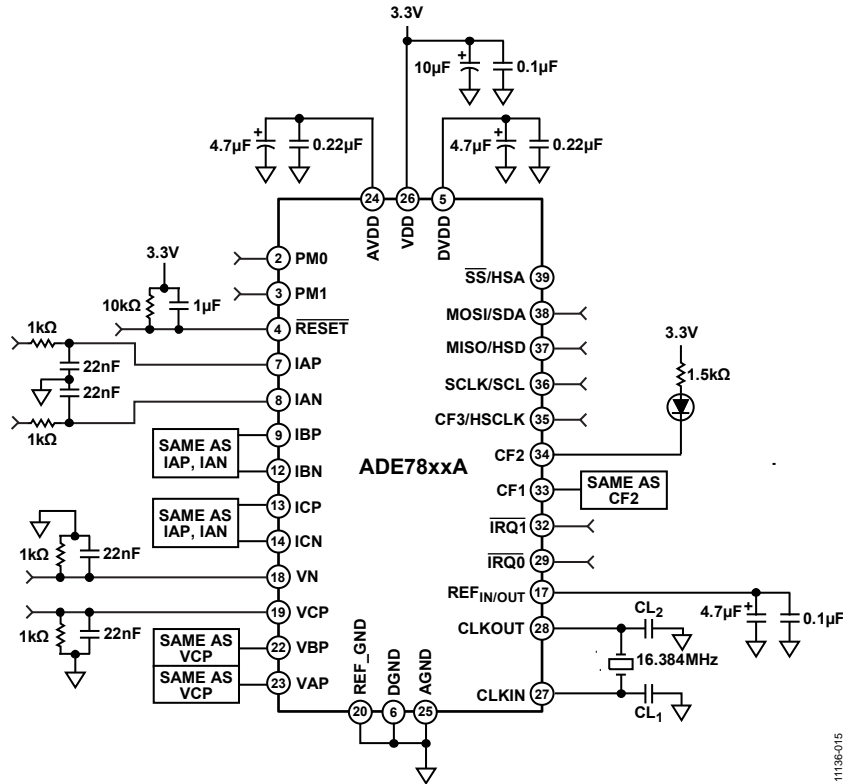 3.3V
10µF
+
0.1µF
4.7µF
+
0.22µF
4.7µF
+
0.22µF
24
26
5
AVDD
VDD
DVDD
3.3V
10kΩ
1µF
2 PM0
3 PM1
4 RESET
1kΩ
22nF
22nF
1kΩ
7 IAP
8 IAN
SAME AS
IAP, IAN
9 IBP
12 IBN
SAME AS
IAP, IAN
13 ICP
14 ICN
1kΩ
22nF
18 VN
19 VCP
1kΩ
22nF
SAME AS
VCP
22 VBP
SAME AS
VCP
23 VAP
ADE78xxA
SS/HSA 39
MOSI/SDA 38
MISO/HSD 37
SCLK/SCL 36
CF3/HSCLK 35
3.3V
1.5kΩ
CF2 34
CF1 33
SAME AS
CF2
IRQ1 32
IRQ0 29
REFIN/OUT 17
4.7µF
+
0.1µF
CLKOUT 28
CL2
16.384MHz
CLKIN 27
CL1
REF_GND
DGND
AGND
20
6
25
11136-015